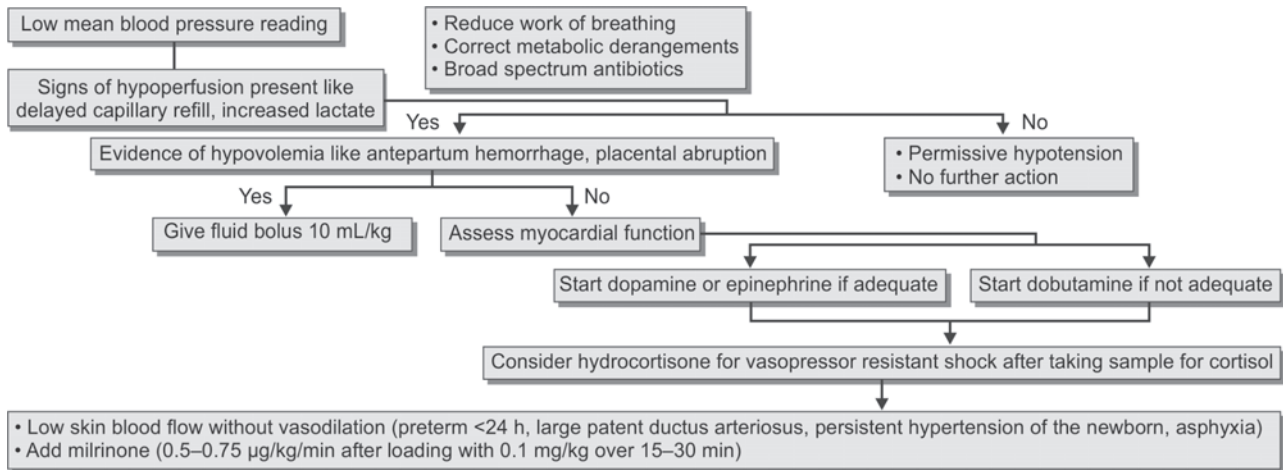 Low mean blood pressure reading
• Reduce work of breathing
• Correct metabolic derangements
• Broad spectrum antibiotics
Signs of hypoperfusion present like
delayed capillary refill, increased lactate
Yes
No
Evidence of hypovolemia like antepartum hemorrhage, placental abruption
• Permissive hypotension
• No further action
Yes
No
Give fluid bolus 10 mL/kg
Assess myocardial function
Start dopamine or epinephrine if adequate
Start dobutamine if not adequate
Consider hydrocortisone for vasopressor resistant shock after taking sample for cortisol
• Low skin blood flow without vasodilation (preterm <24 h, large patent ductus arteriosus, persistent hypertension of the newborn, asphyxia)
• Add milrinone (0.5–0.75 μg/kg/min after loading with 0.1 mg/kg over 15–30 min)